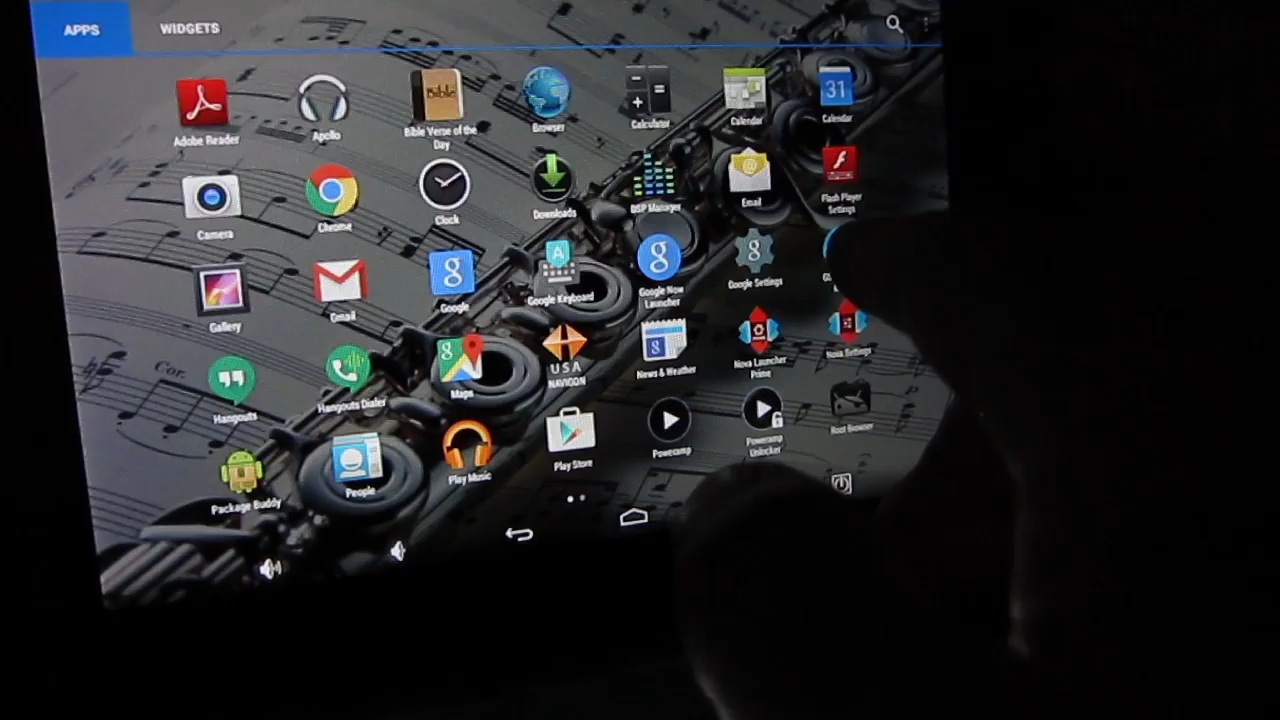 APPS WIDGETS
Adobe Reader
Apollo
Bible
Bible Verse of the
Day
Browser
Calculator
Calendar
31
Calendar
Camera
Chrome
Clock
Downloads
DSP Manager
@
Email
Flash Player
Settings
Gallery
Gmail
g
Google
A
Google Keyboard
g
Google Now
Launcher
g
Google Settings
Hangouts
Hangouts Dialer
g
Maps
USA
NAVIGON
g
News & Weather
Nova Launcher
Prime
Nova Settings
Package Buddy
People
Play Music
Play Store
Poweramp
Poweramp
Unlocker
Root Browser
Cor.